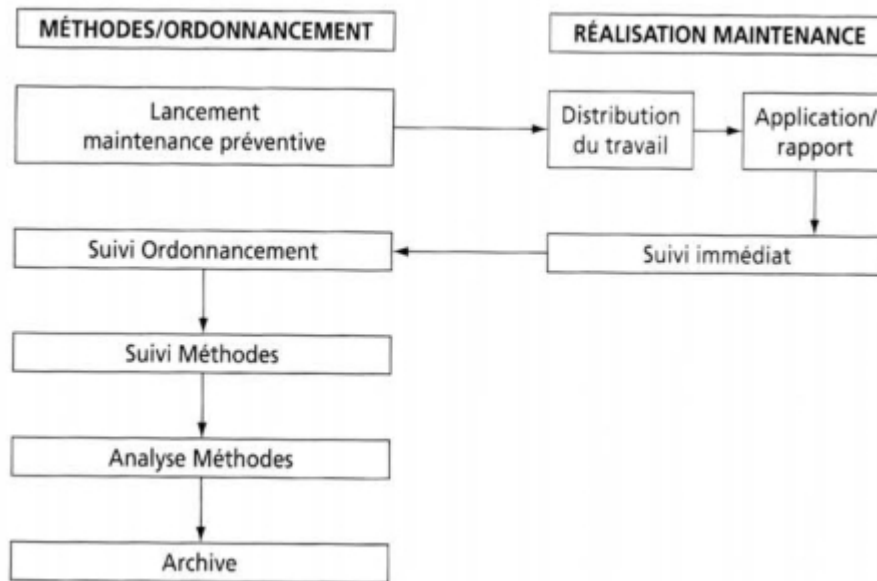 MÉTHODES/ORDONNANCEMENT
RÉALISATION MAINTENANCE
Lancement
maintenance préventive
Distribution
du travail
Application/
rapport
Suivi Ordonnancement
Suivi immédiat
Suivi Méthodes
Analyse Méthodes
Archive